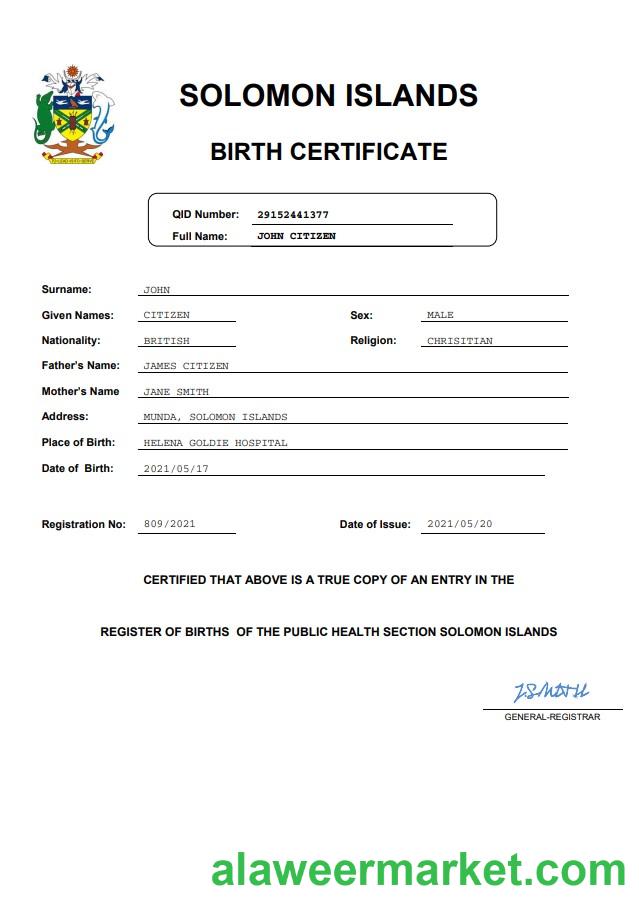 SOLOMON ISLANDS
BIRTH CERTIFICATE
QID Number: 29152441377
Full Name: JOHN CITIZEN
Surname: JOHN
Given Names: CITIZEN Sex: MALE
Nationality: BRITISH Religion: CHRISITIAN
Father's Name: JAMES CITIZEN
Mother's Name JANE SMITH
Address: MUNDA, SOLOMON ISLANDS
Place of Birth: HELENA GOLDIE HOSPITAL
Date of Birth: 2021/05/17
Registration No: 809/2021 Date of Issue: 2021/05/20
CERTIFIED THAT ABOVE IS A TRUE COPY OF AN ENTRY IN THE
REGISTER OF BIRTHS OF THE PUBLIC HEALTH SECTION SOLOMON ISLANDS
GENERAL-REGISTRAR
alaweermarket.com